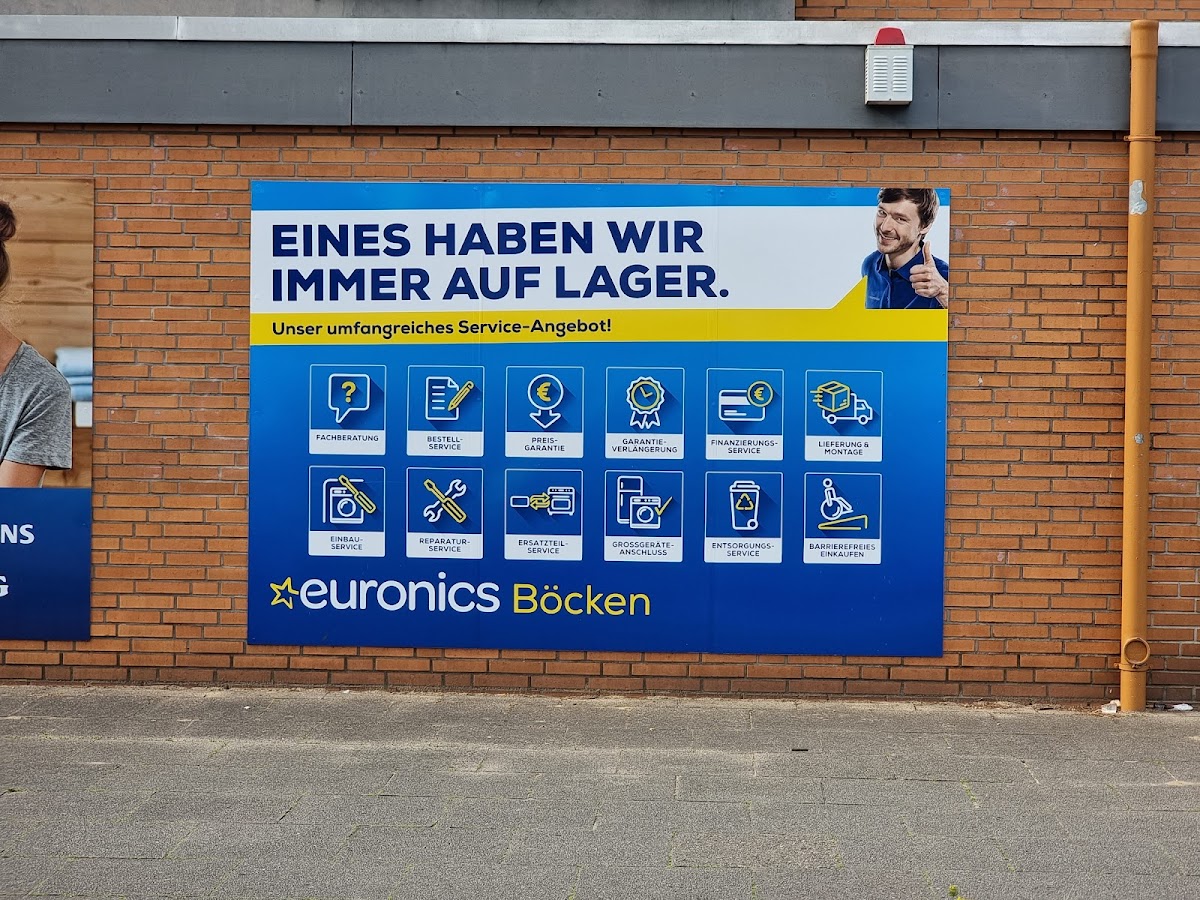 EINES HABEN WIR
IMMER AUF LAGER.
Unser umfangreiches Service-Angebot!
FACHBERATUNG
BESTELL-
SERVICE
PREIS-
GARANTIE
GARANTIE-
VERLÄNGERUNG
FINANZIERUNGS-
SERVICE
LIEFERUNG &
MONTAGE
EINBAU-
SERVICE
REPARATUR-
SERVICE
ERSATZTEIL-
SERVICE
GROSSGERÄTE-
ANSCHLUSS
ENTSORGUNGS-
SERVICE
BARRIEREFREIES
EINKAUFEN
euronics Böcken
NS
G